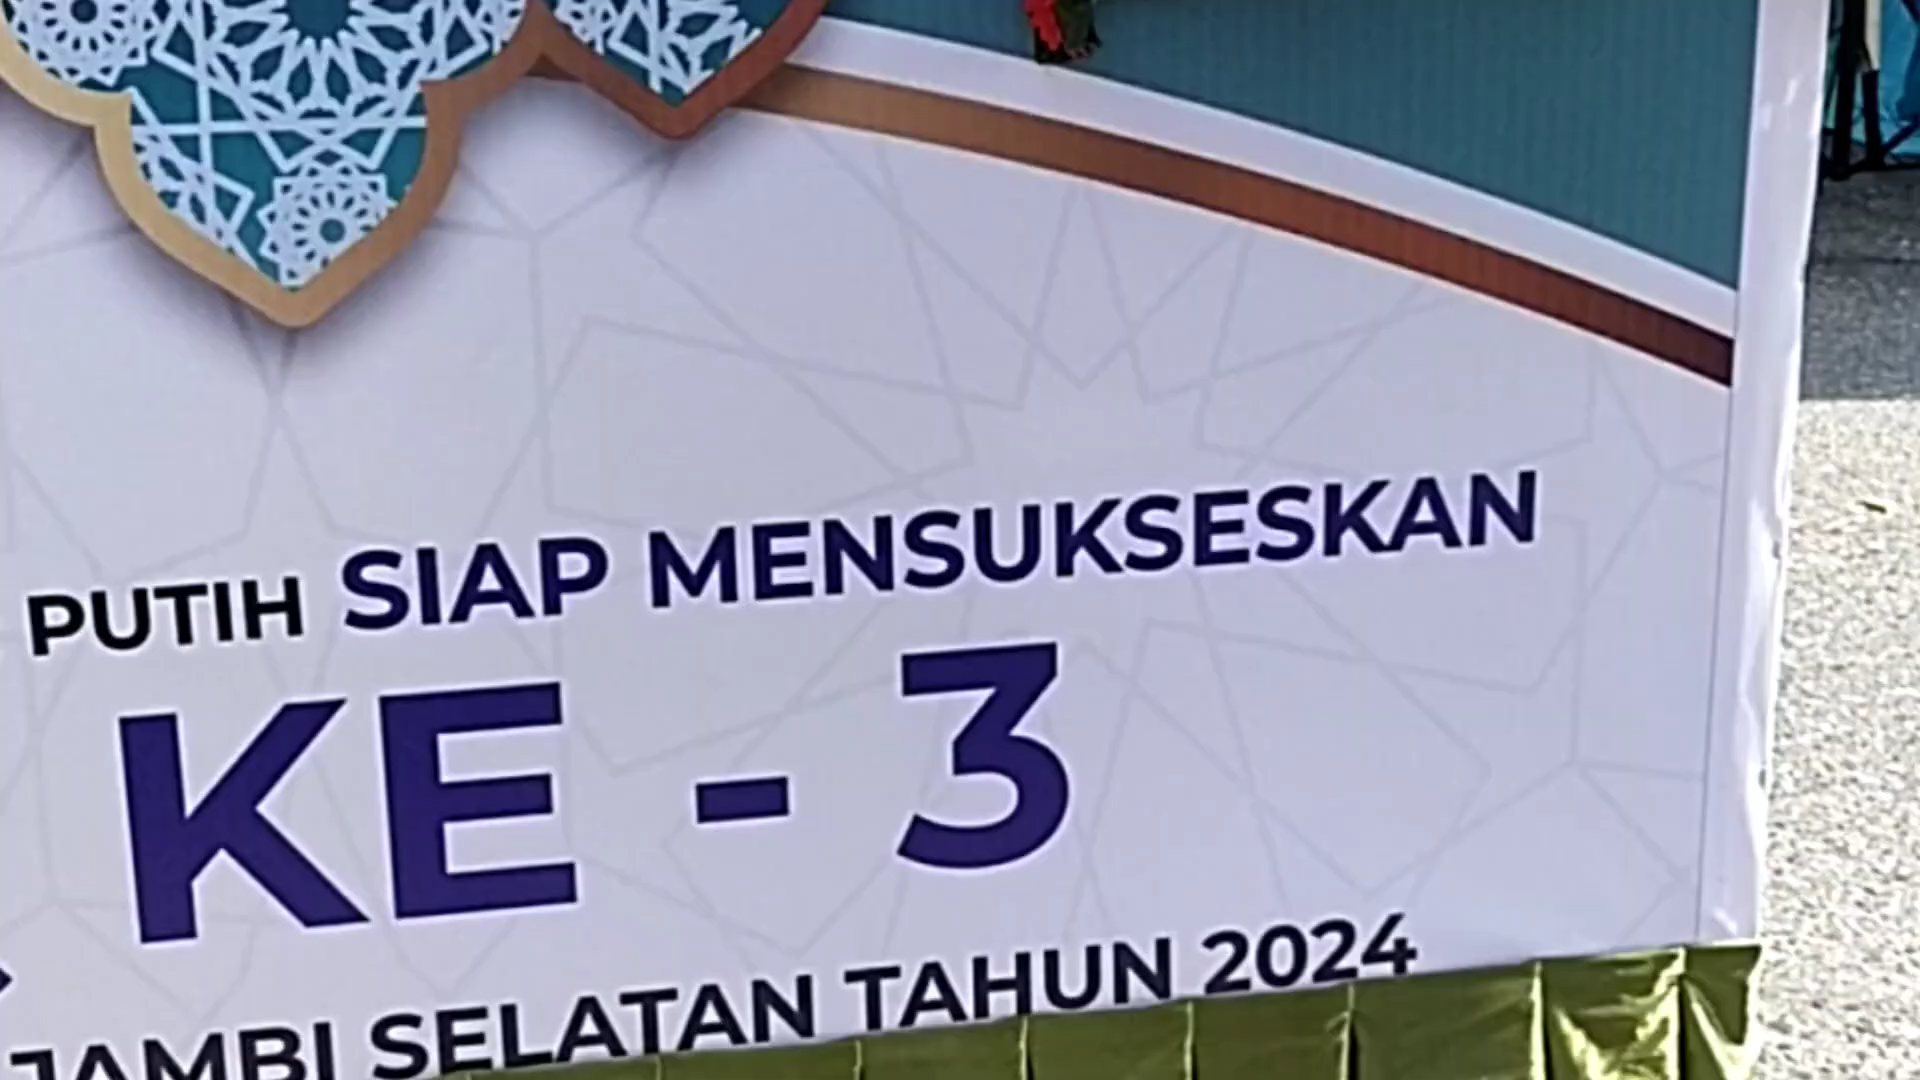 PUTIH SIAP MENSUKSESKAN
KE - 3
JAMBI SELATAN TAHUN 2024